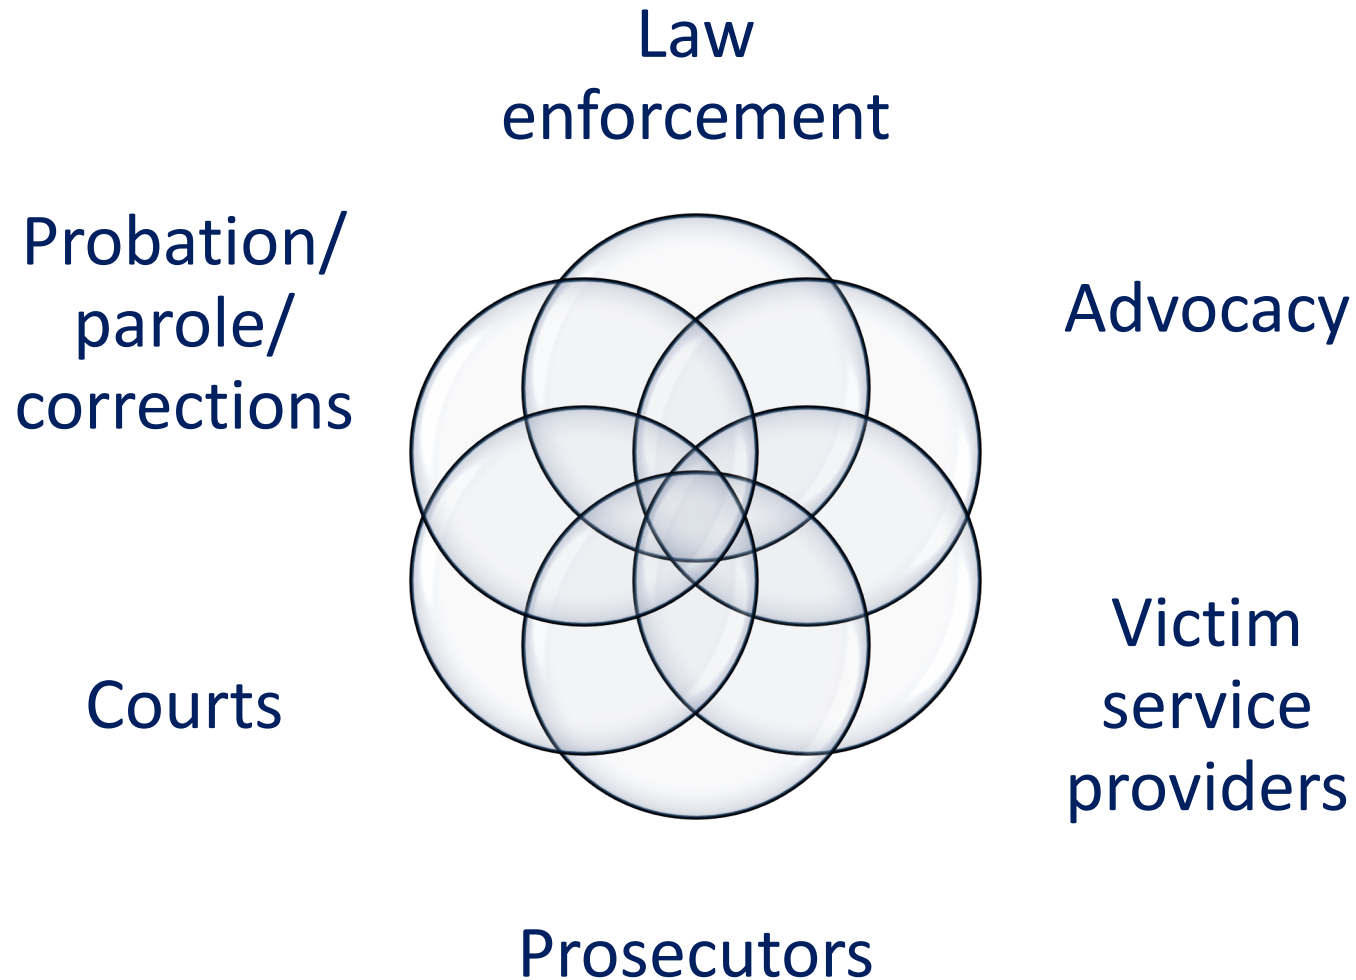 Law
enforcement
Probation/
parole/
corrections
Advocacy
Victim
service
providers
Courts
Prosecutors